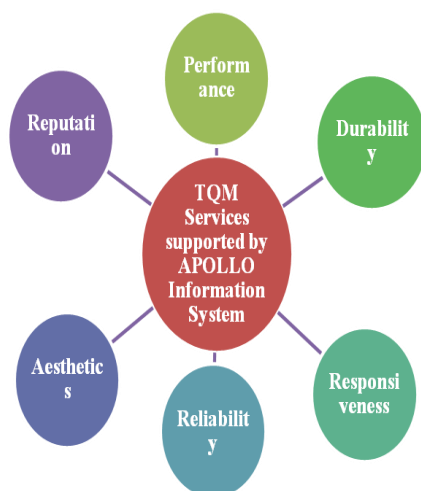 Perform
ance
Reputati
on
Durabilit
y
TQM
Services
supported by
APOLLO
Information
System
Aesthetic
s
Responsi
veness
Reliabilit
y